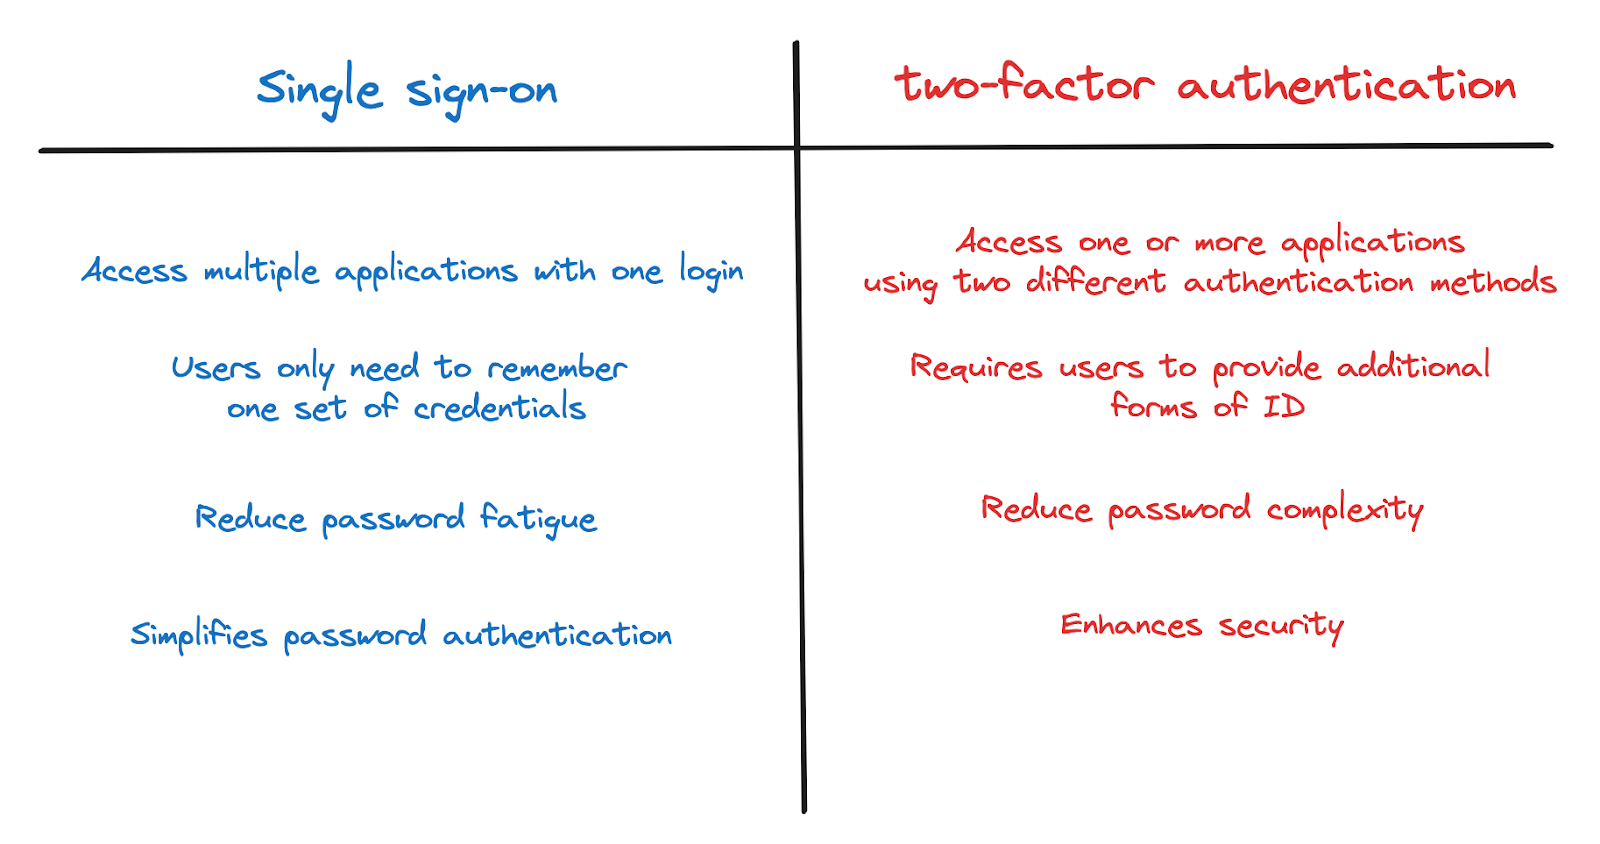 Single sign-on
two-factor authentication
Access multiple applications with one login
Access one or more applications
using two different authentication methods
Users only need to remember
one set of credentials
Requires users to provide additional
forms of ID
Reduce password fatigue
Reduce password complexity
Simplifies password authentication
Enhances security